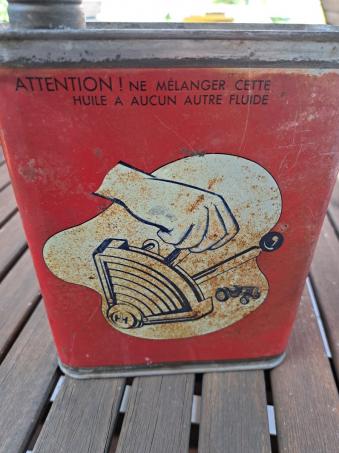 ATTENTION ! NE MÉLANGER CETTE
HUILE A AUCUN AUTRE FLUIDE